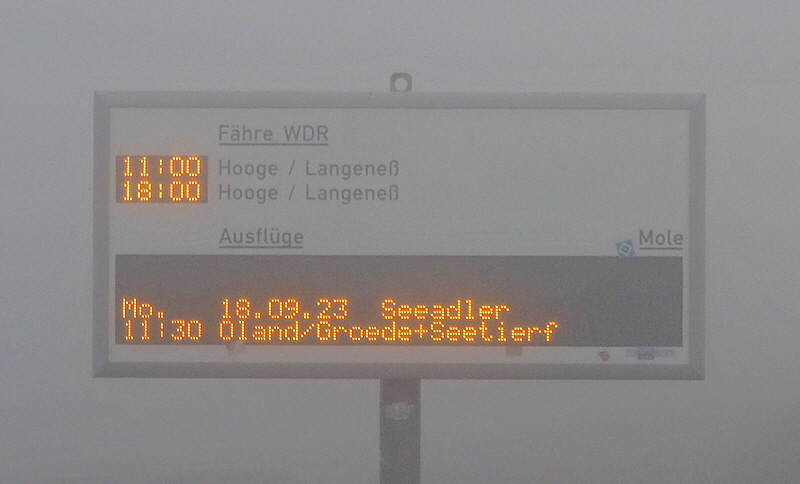 Fähre WDR
11:00 Hooge / Langeneß
18:00 Hooge / Langeneß
Ausflüge Mole
Mo. 18.09.23 Seeadler
11:30 Öland/Groede+Seetierf